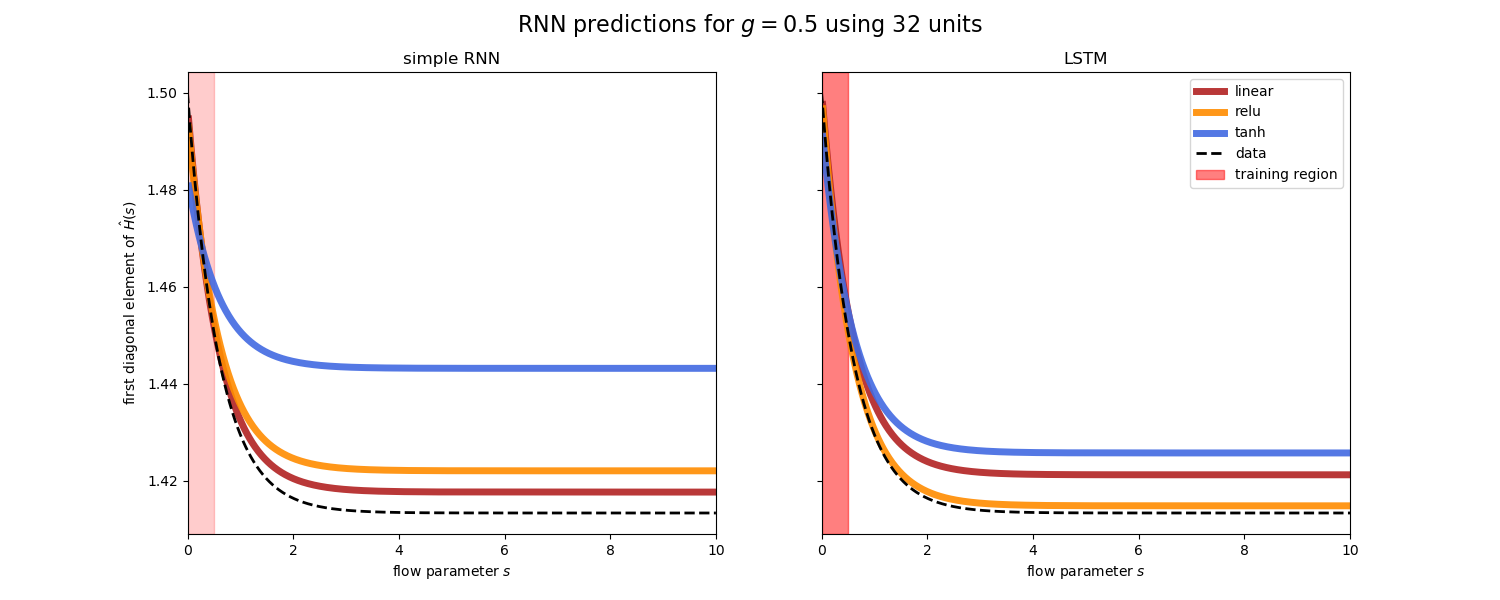 RNN predictions for g = 0.5 using 32 units
simple RNN
first diagonal element of Ĥ(s)
1.50
1.48
1.46
1.44
1.42
0 2 4 6 8 10
flow parameter s
LSTM
linear
relu
tanh
data
training region
0 2 4 6 8 10
flow parameter s